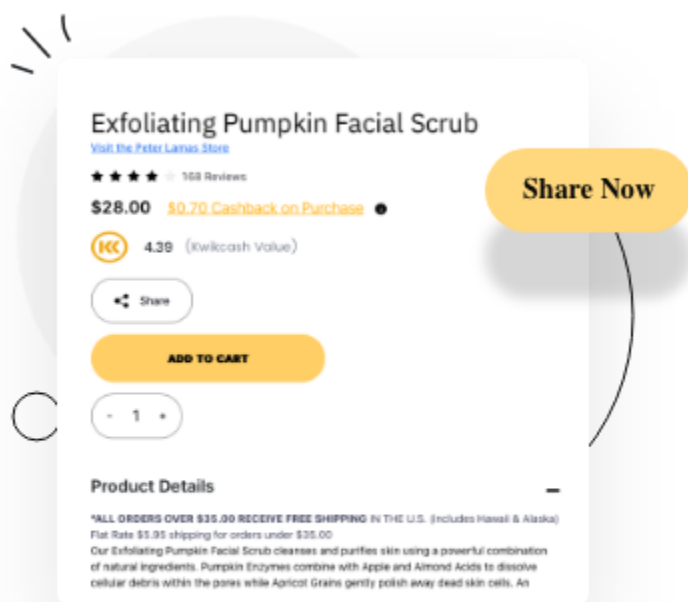 Exfoliating Pumpkin Facial Scrub
Visit the Peter Lamas Store
168 Reviews
Share Now
$28.00 $0.70 Cashback on Purchase
KC 4.39 (Kwikcash Value)
Share
ADD TO CART
- 1 +
Product Details
*ALL ORDERS OVER $35.00 RECEIVE FREE SHIPPING IN THE U.S. (Includes Hawaii & Alaska)
Flat Rate $5.95 shipping for orders under $35.00
Our Exfoliating Pumpkin Facial Scrub cleanses and purifies skin using a powerful combination
of natural ingredients. Pumpkin Enzymes combine with Apple and Almond Acids to dissolve
cellular debris within the pores while Apricot Grains gently polish away dead skin cells. An